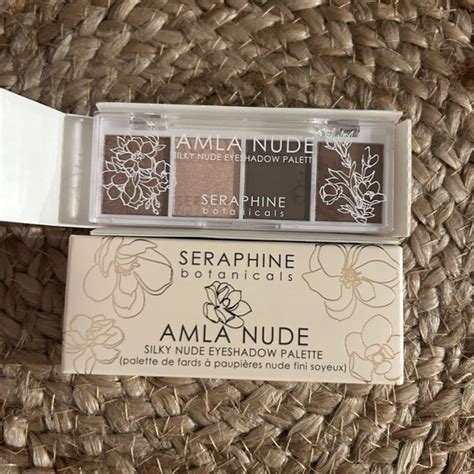 AMLA NUDE
SILKY NUDE EYESHADOW PALETTE
SERAPHINE
botanicals
SERAPHINE
botanicals
AMLA NUDE
SILKY NUDE EYESHADOW PALETTE
(palette de fards à paupières nude fini soyeux)